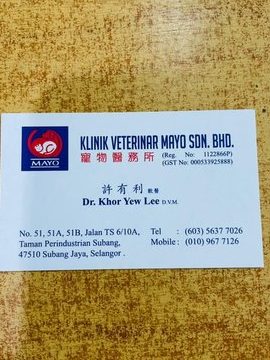 MAYO
KLINIK VETERINAR MAYO SDN. BHD.
寵物醫務所 (Reg. No: 1122866P)
(GST No: 000533925888)
許有利 獸醫
Dr. Khor Yew Lee D.V.M.
No. 51, 51A, 51B, Jalan TS 6/10A, Tel : (603) 5637 7026
Taman Perindustrian Subang, Mobile : (010) 967 7126
47510 Subang Jaya, Selangor .